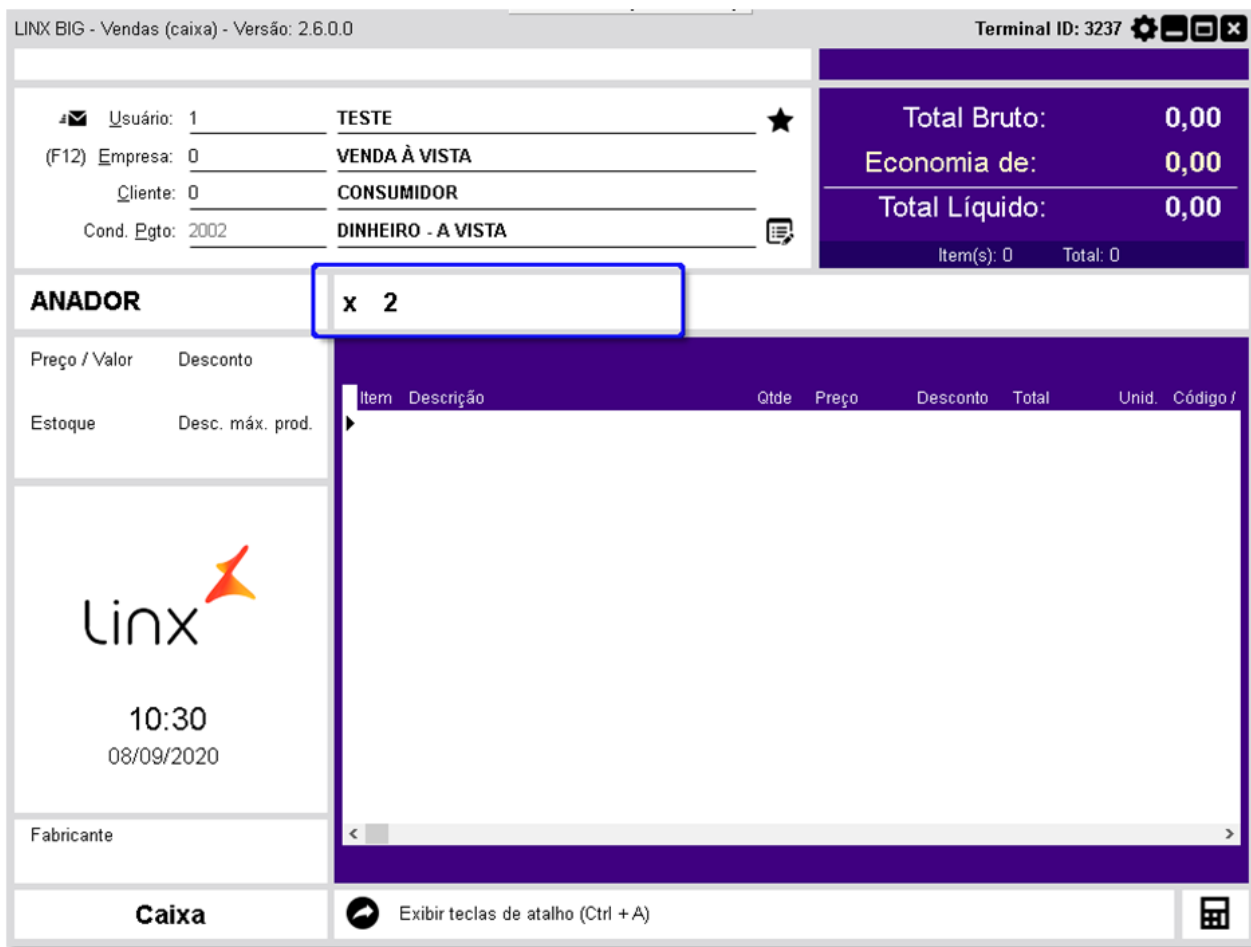 LINX BIG - Vendas (caixa) - Versão: 2.6.0.0 Terminal ID: 3237
Usuário: 1 TESTE
(F12) Empresa: 0 VENDA À VISTA
Cliente: 0 CONSUMIDOR
Cond. Pgto: 2002 DINHEIRO - A VISTA
Total Bruto: 0,00
Economia de: 0,00
Total Líquido: 0,00
Item(s): 0 Total: 0
ANADOR x 2
Preço / Valor Desconto
Estoque Desc. máx. prod.
Item Descrição Qtde Preço Desconto Total Unid. Código /
Linx
10:30
08/09/2020
Fabricante
Caixa Exibir teclas de atalho (Ctrl + A)